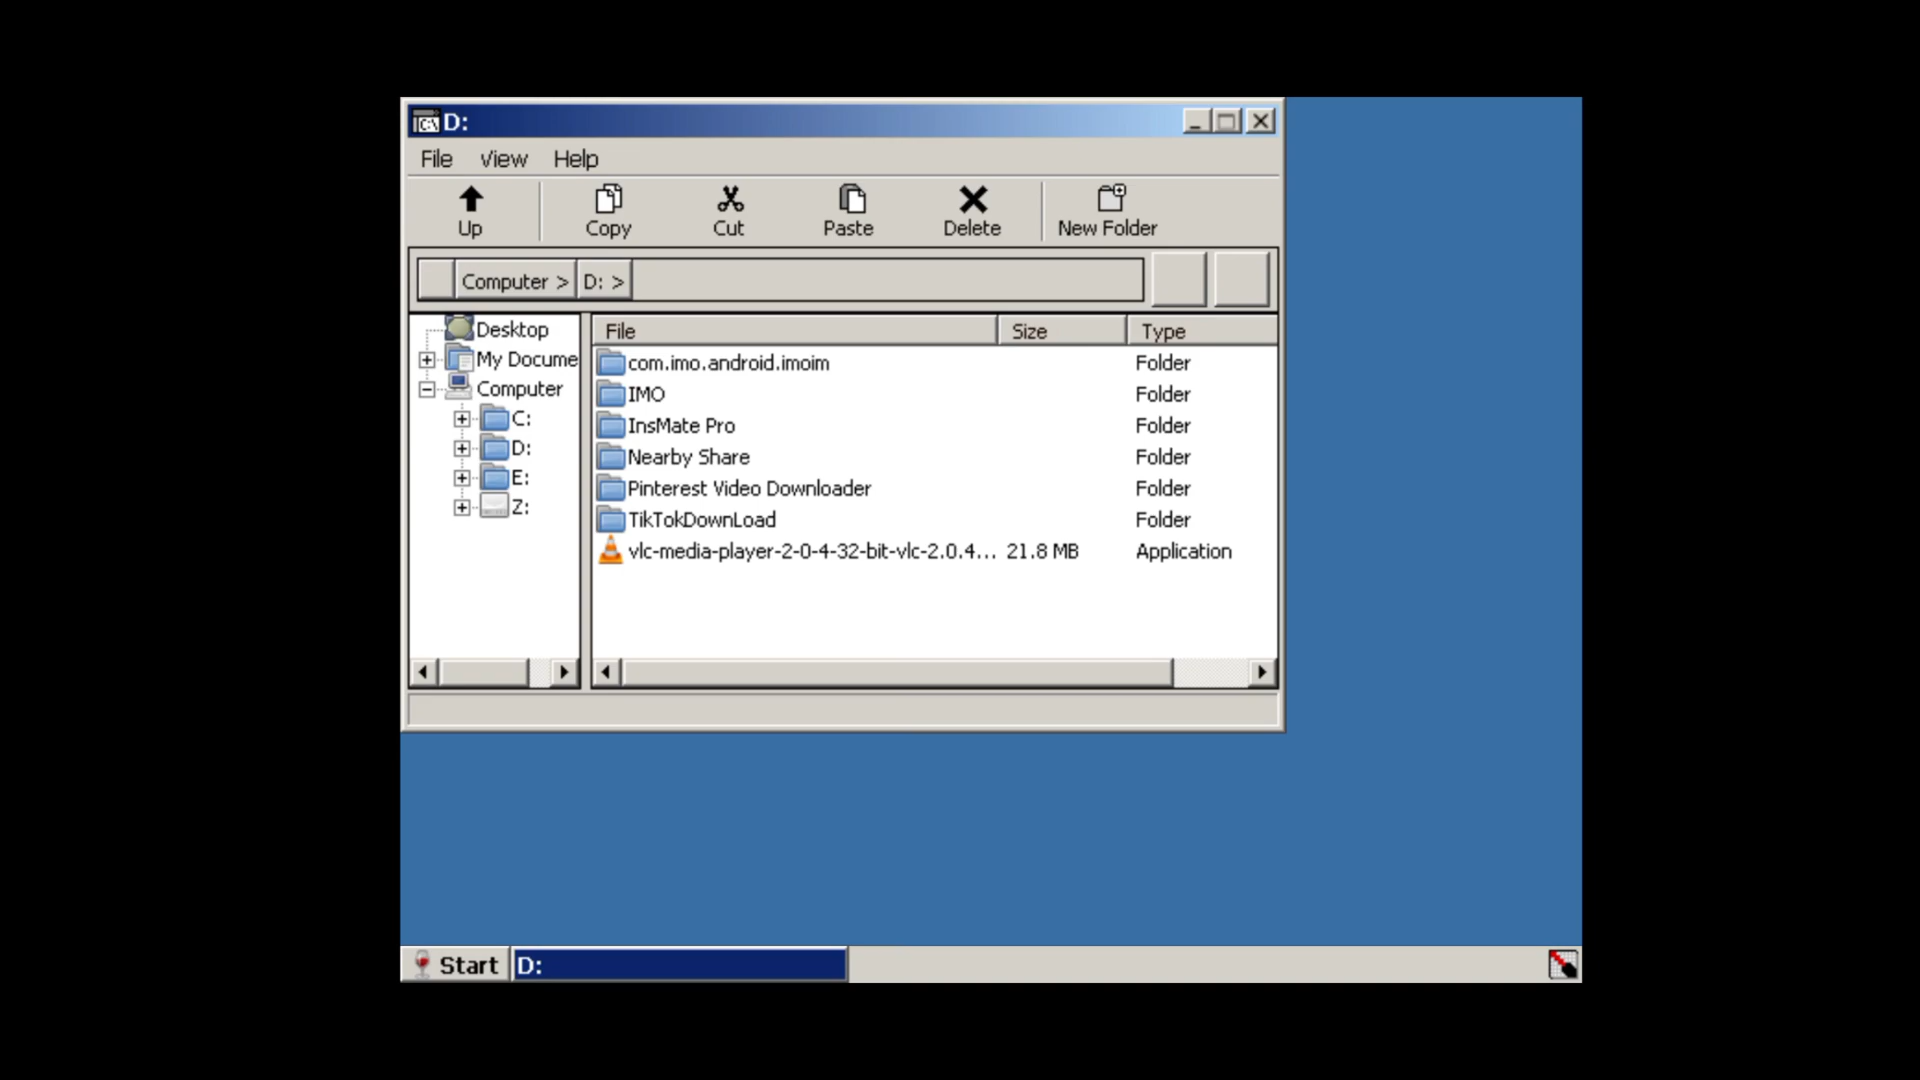 D:
File View Help
Up Copy Cut Paste Delete New Folder
Computer > D: >
Desktop
My Docume
Computer
C:
D:
E:
Z:
File Size Type
com.imo.android.imoim Folder
IMO Folder
InsMate Pro Folder
Nearby Share Folder
Pinterest Video Downloader Folder
TikTokDownLoad Folder
vlc-media-player-2-0-4-32-bit-vlc-2.0.4... 21.8 MB Application
Start D: